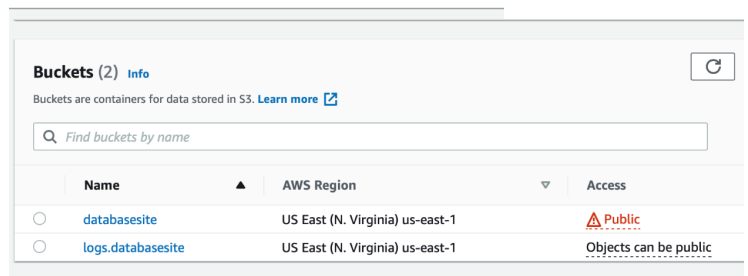 Buckets (2) Info
Buckets are containers for data stored in S3. Learn more
Find buckets by name
Name AWS Region Access
databasesite US East (N. Virginia) us-east-1 Public
logs.databasesite US East (N. Virginia) us-east-1 Objects can be public